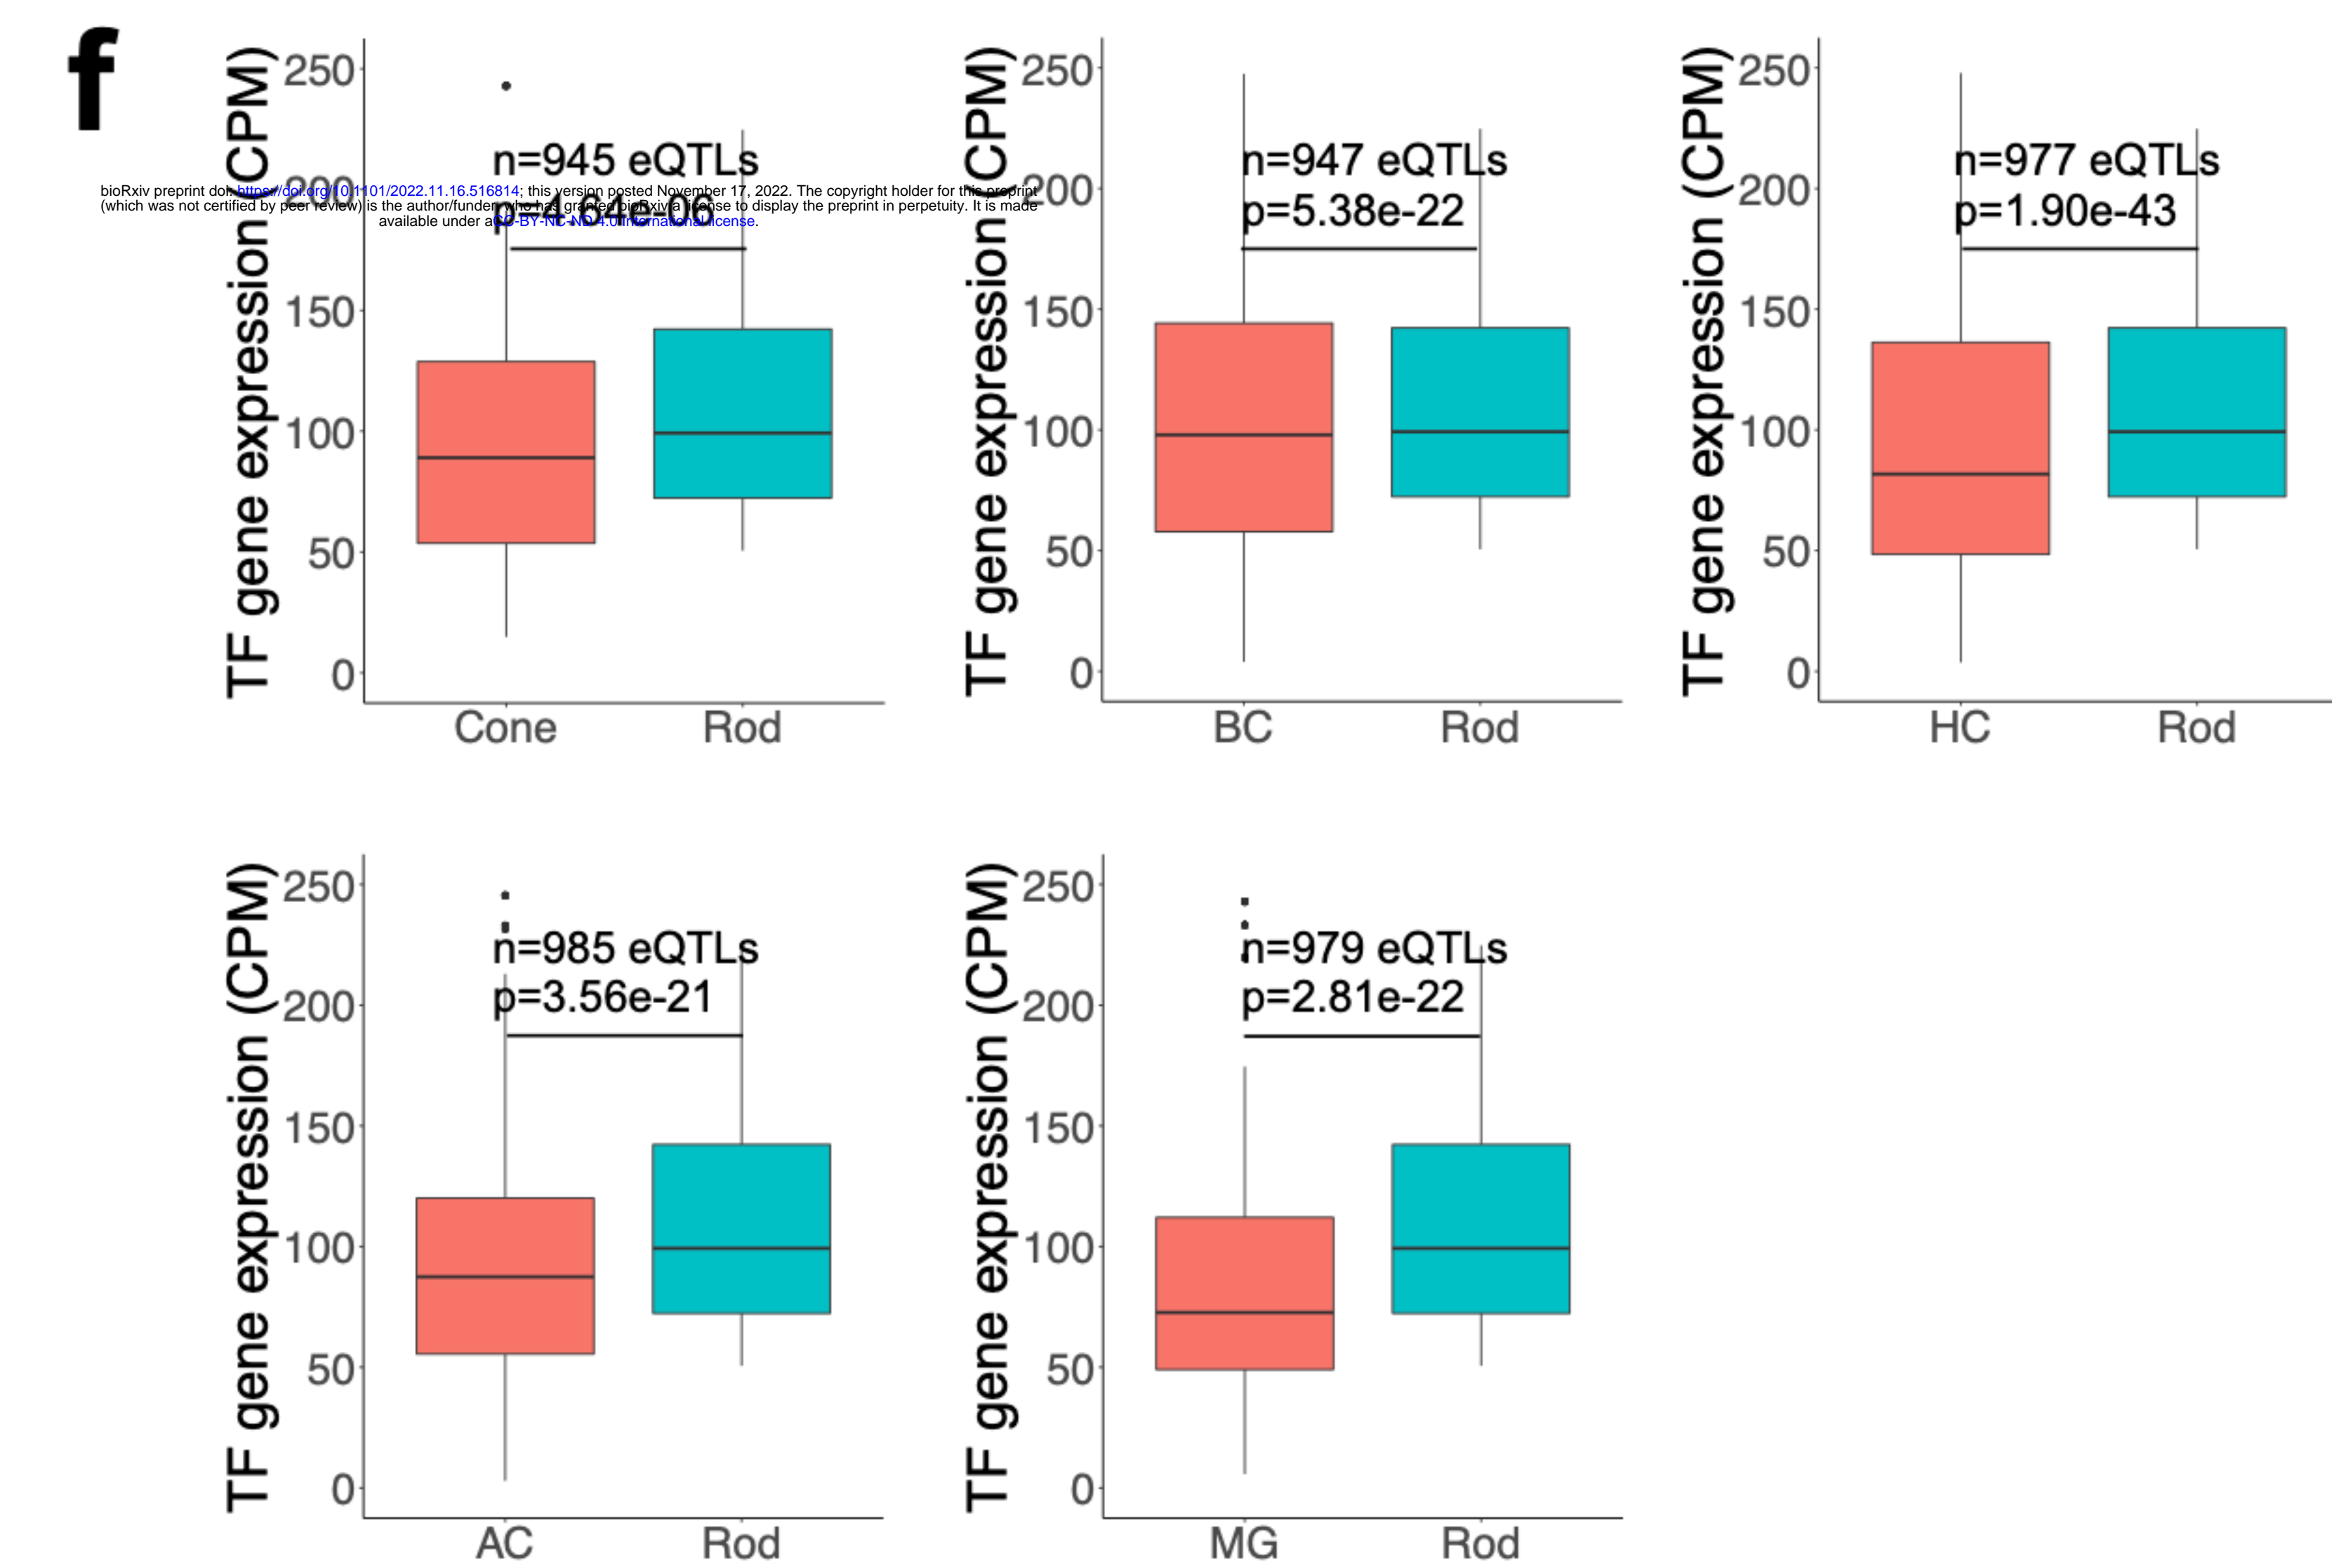 f
TF gene expression (CPM)
250
200
150
100
50
0
n=945 eQTLs
Cone Rod
TF gene expression (CPM)
250
200
150
100
50
0
n=947 eQTLs
p=5.38e-22
BC Rod
TF gene expression (CPM)
250
200
150
100
50
0
n=977 eQTLs
p=1.90e-43
HC Rod
bioRxiv preprint doi: https://doi.org/10.1101/2022.11.16.516814; this version posted November 17, 2022. The copyright holder for this preprint
(which was not certified by peer review) is the author/funder, who has granted bioRxiv a license to display the preprint in perpetuity. It is made
available under aCC-BY-NC-ND 4.0 International license.
TF gene expression (CPM)
250
200
150
100
50
0
n=985 eQTLs
p=3.56e-21
AC Rod
TF gene expression (CPM)
250
200
150
100
50
0
n=979 eQTLs
p=2.81e-22
MG Rod